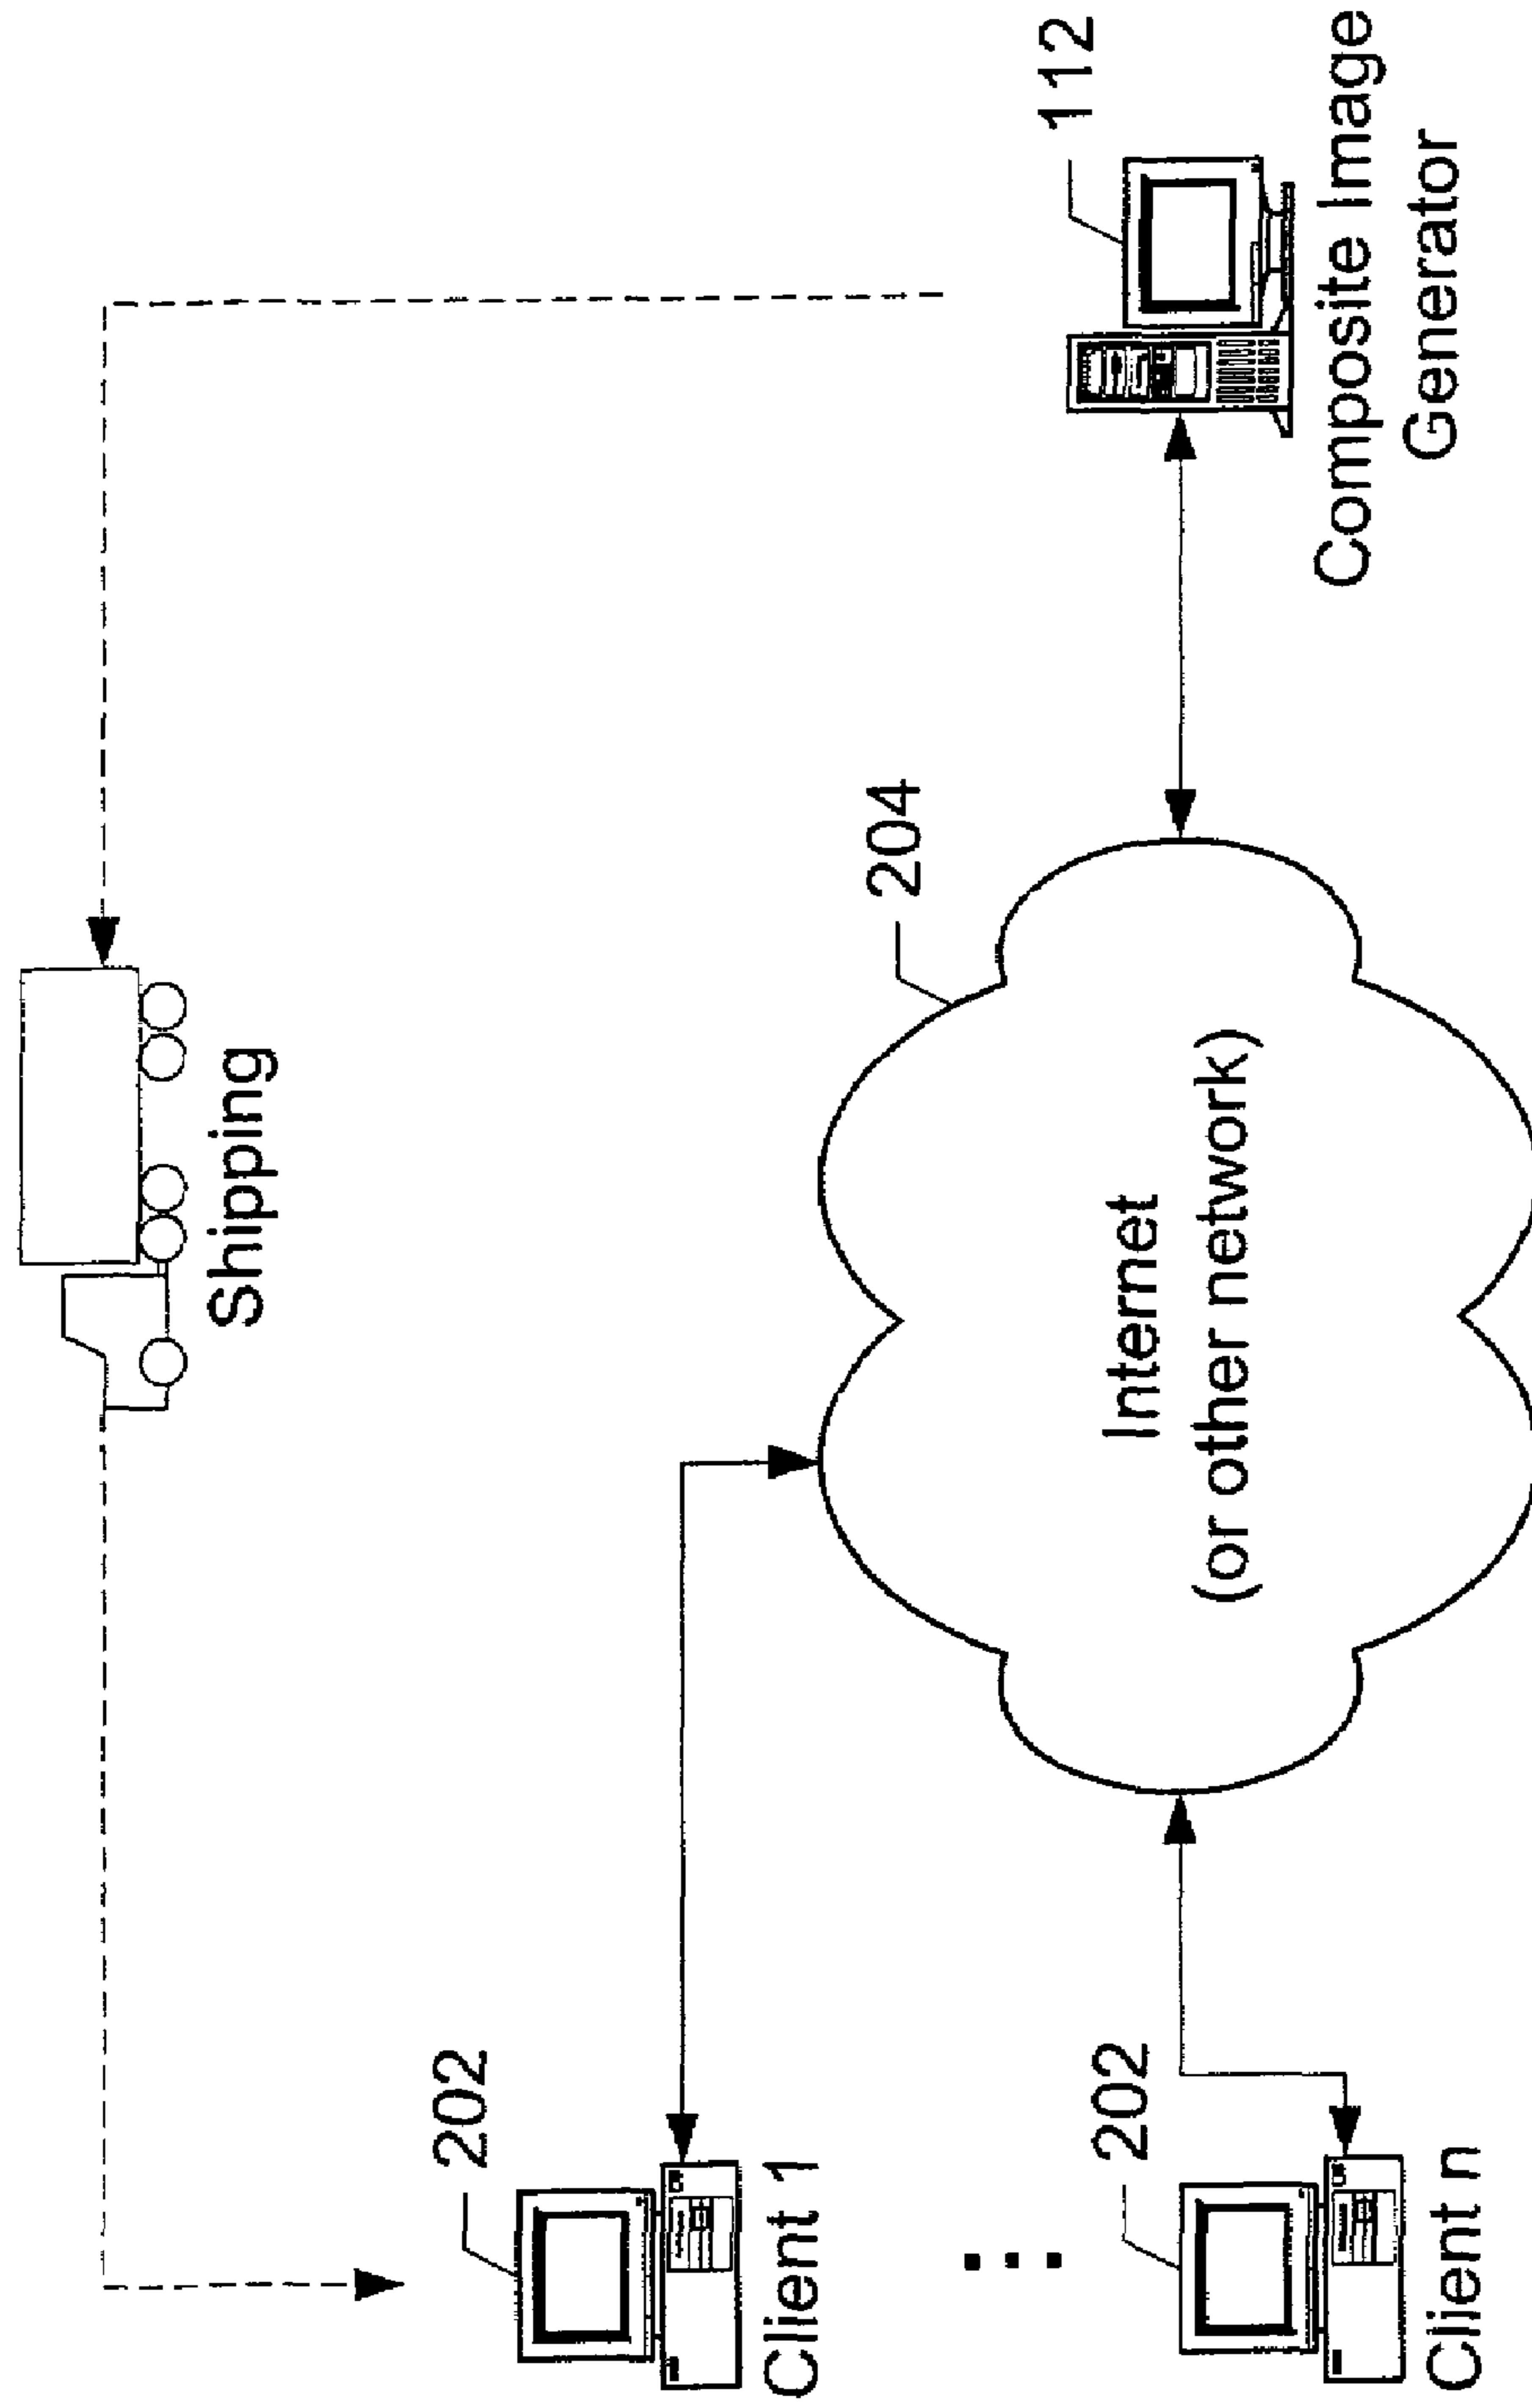 Shipping
202
Client 1
202
Client n
204
Internet
(or other network)
112
Composite Image
Generator